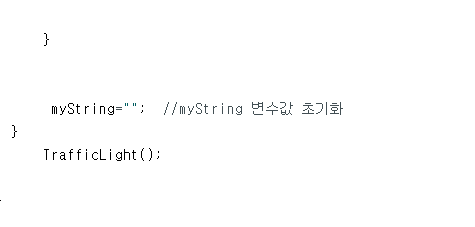 }
myString=""; //myString 변수값 초기화
}
TrafficLight();